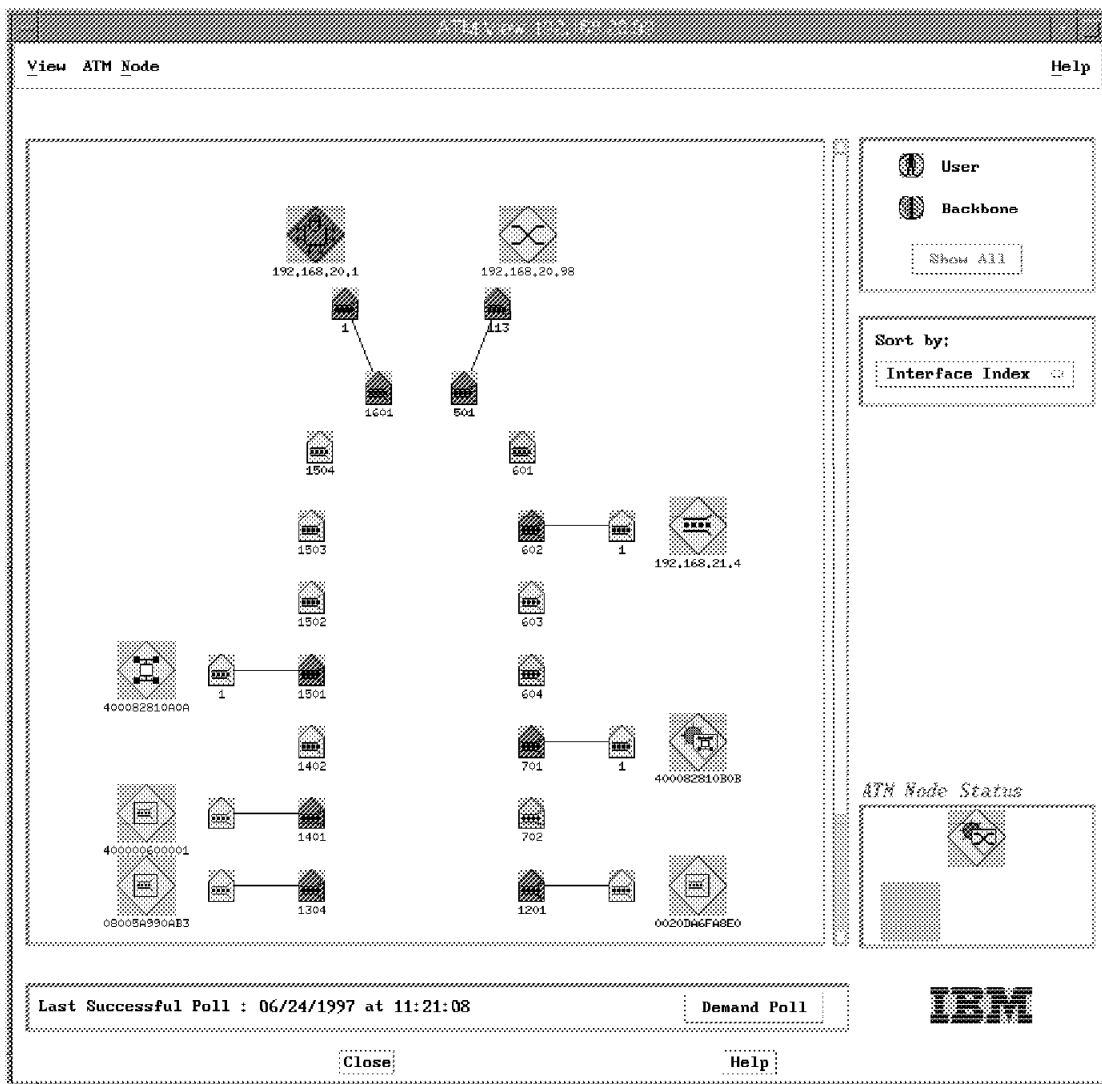 View ATM Node Help
User
Backbone
Show All
192.168.20.1 192.168.20.98
1 113
1601 501
Sort by:
Interface Index
1504 601
1503 602 1 192.168.21.4
1502 603
400082810A0A 1 1501 604
1402 701 1 400082810B0B
400000600001 1401 702
08005A990AB3 1304 1201 0020DA6FA8E0
ATM Node Status
Last Successful Poll : 06/24/1997 at 11:21:08 Demand Poll
IBM
Close Help